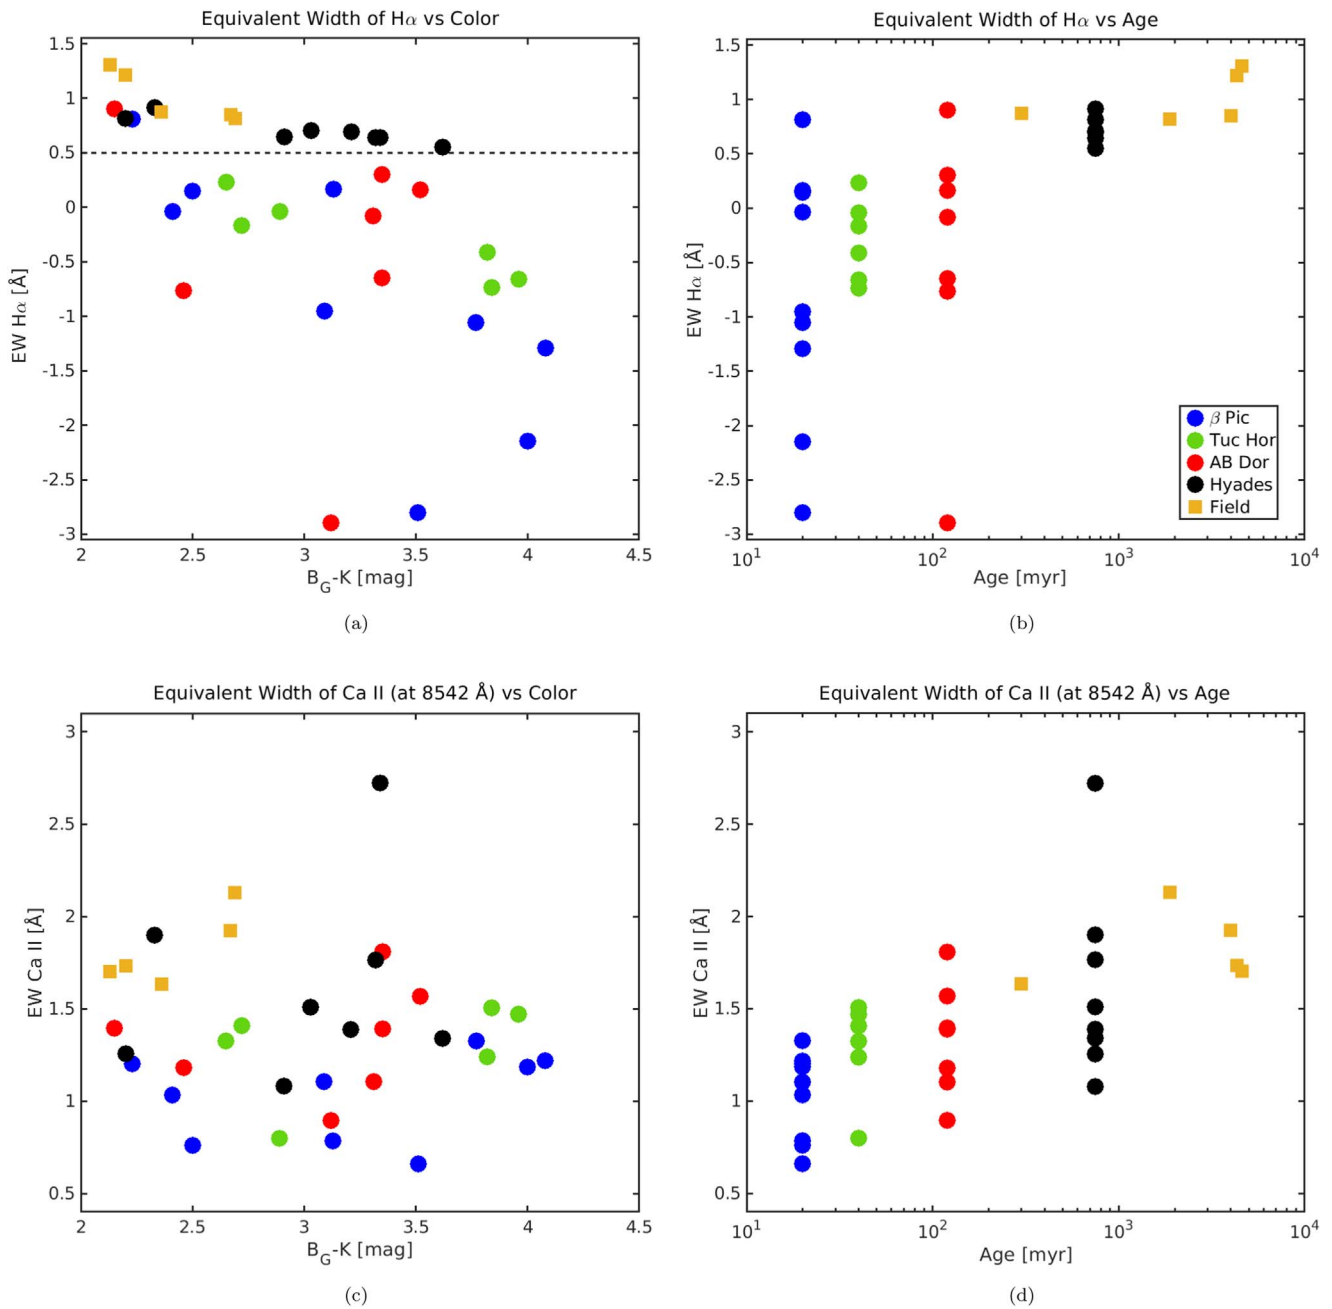 Equivalent Width of Hα vs Color
1.5
1
0.5
0
-0.5
-1
-1.5
-2
-2.5
-3
EW Hα [Å]
2 2.5 3 3.5 4 4.5
B_G-K [mag]
(a)
Equivalent Width of Hα vs Age
1.5
1
0.5
0
-0.5
-1
-1.5
-2
-2.5
-3
EW Hα [Å]
β Pic
Tuc Hor
AB Dor
Hyades
Field
10^1 10^2 10^3 10^4
Age [myr]
(b)
Equivalent Width of Ca II (at 8542 Å) vs Color
3
2.5
2
1.5
1
0.5
EW Ca II [Å]
2 2.5 3 3.5 4 4.5
B_G-K [mag]
(c)
Equivalent Width of Ca II (at 8542 Å) vs Age
3
2.5
2
1.5
1
0.5
EW Ca II [Å]
10^1 10^2 10^3 10^4
Age [myr]
(d)